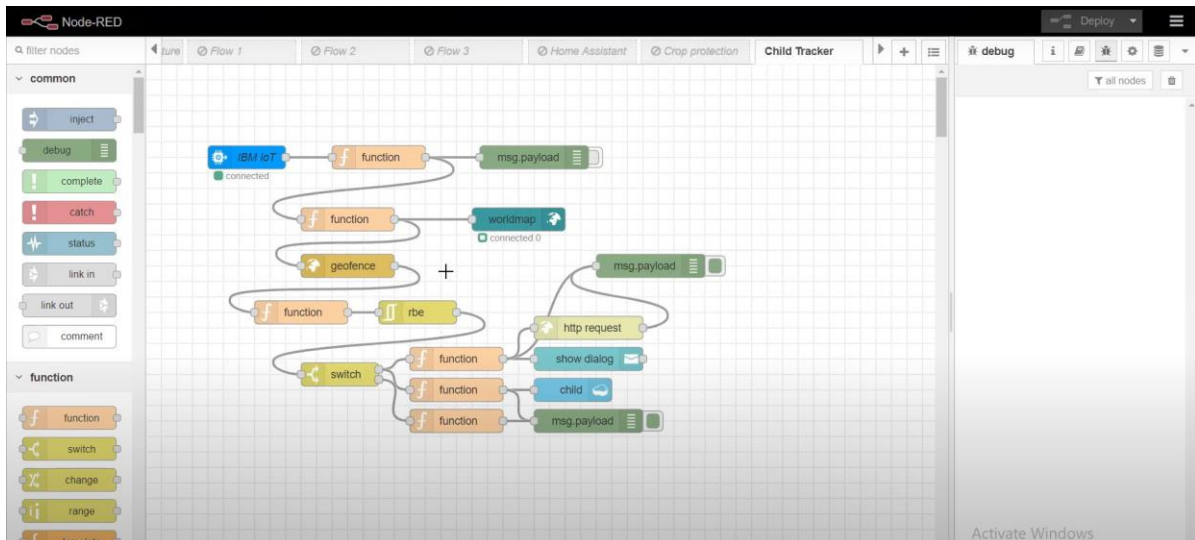 Node-RED
Deploy
filter nodes
ture
Flow 1
Flow 2
Flow 3
Home Assistant
Crop protection
Child Tracker
debug
i
all nodes
common
inject
debug
complete
catch
status
link in
link out
comment
function
function
switch
change
range
template
IBM IoT
connected
function
msg.payload
function
worldmap
connected 0
geofence
msg.payload
function
rbe
http request
switch
function
show dialog
function
child
function
msg.payload
Activate Windows